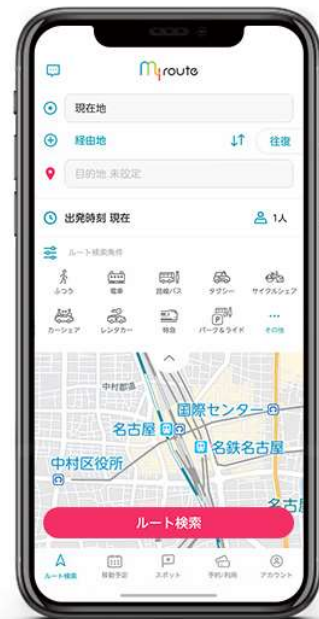 my route
現在地
経由地
往復
目的地 未設定
出発時刻 現在
1人
ルート検索条件
ふつう 電車 路線バス タクシー サイクルシェア
カーシェア レンタカー 特急 パーク&ライド その他
中村郡道
国際センター
名古屋
名鉄名古屋
中村区役所
名古
ルート検索
ルート検索 移動予定 スポット 予約/利用 アカウント